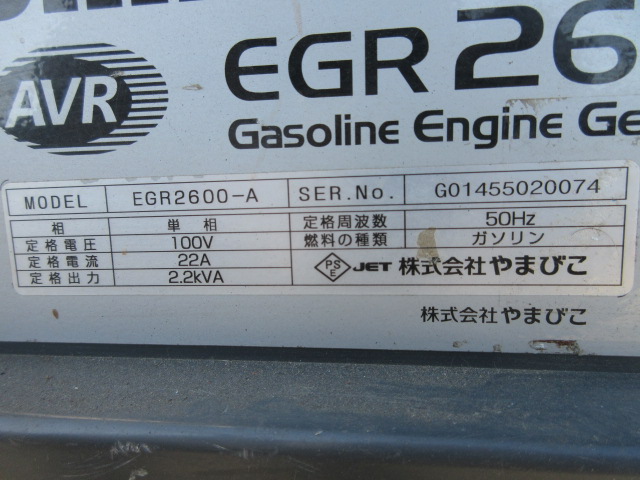 AVR
EGR 26
Gasoline Engine Ge
MODEL EGR2600-A SER.No. G01455020074
相 単相 定格周波数 50Hz
定格電圧 100V 燃料の種類 ガソリン
定格電流 22A
定格出力 2.2kVA
PSE JET 株式会社やまびこ
株式会社やまびこ